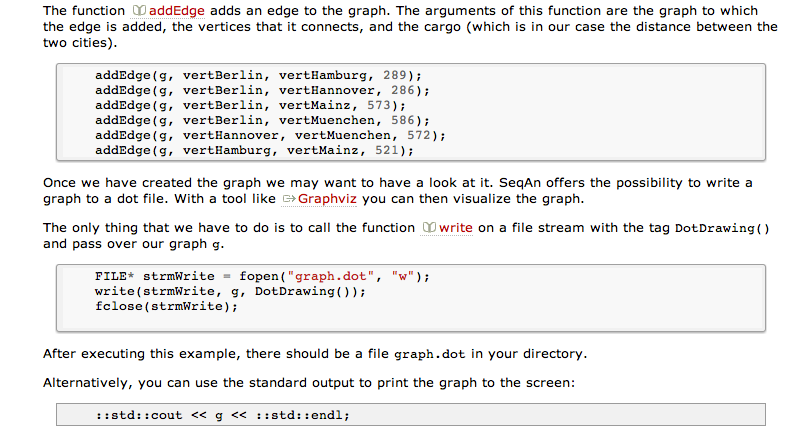 The function addEdge adds an edge to the graph. The arguments of this function are the graph to which
the edge is added, the vertices that it connects, and the cargo (which is in our case the distance between the
two cities).
addEdge(g, vertBerlin, vertHamburg, 289);
addEdge(g, vertBerlin, vertHannover, 286);
addEdge(g, vertBerlin, vertMainz, 573);
addEdge(g, vertBerlin, vertMuenchen, 586);
addEdge(g, vertHannover, vertMuenchen, 572);
addEdge(g, vertHamburg, vertMainz, 521);
Once we have created the graph we may want to have a look at it. SeqAn offers the possibility to write a
graph to a dot file. With a tool like Graphviz you can then visualize the graph.
The only thing that we have to do is to call the function write on a file stream with the tag DotDrawing()
and pass over our graph g.
FILE* strmWrite = fopen("graph.dot", "w");
write(strmWrite, g, DotDrawing());
fclose(strmWrite);
After executing this example, there should be a file graph.dot in your directory.
Alternatively, you can use the standard output to print the graph to the screen:
::std::cout << g << ::std::endl;